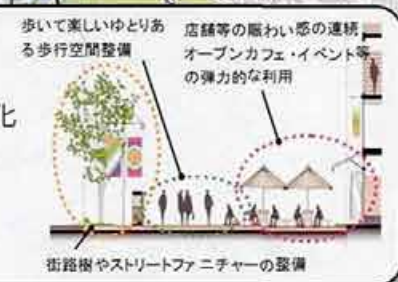 歩いて楽しいゆとりあ
る歩行空間整備
店舗等の賑わい感の連続
オープンカフェ・イベント等
の弾力的な利用
化
街路樹やストリートファニチャーの整備